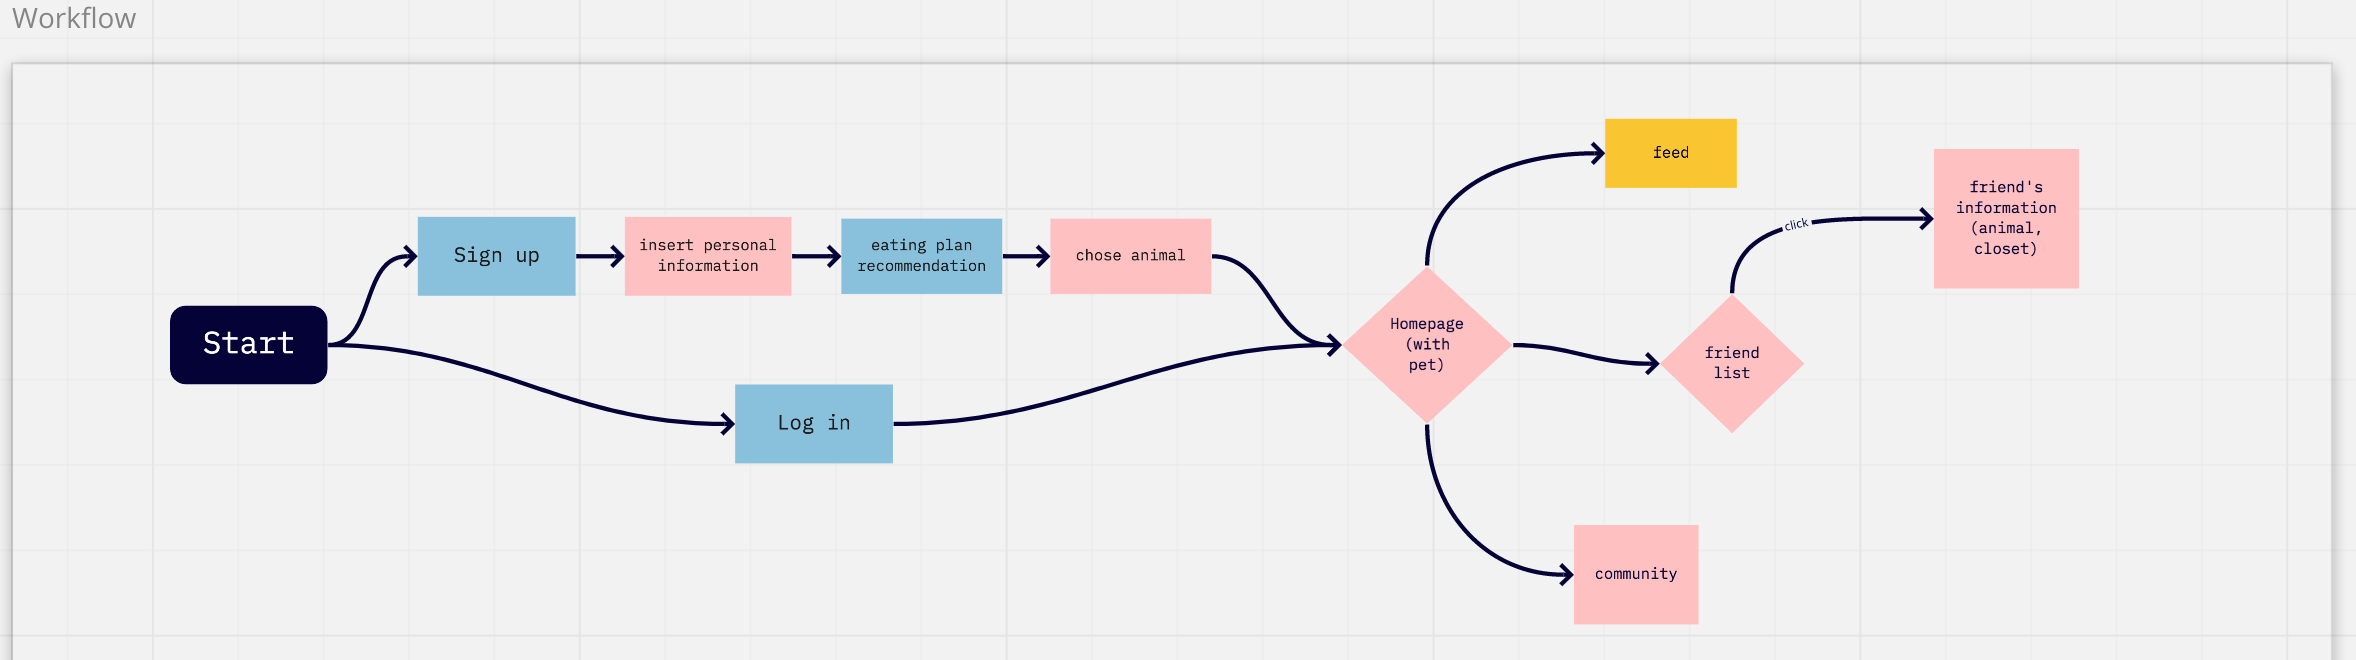 Workflow
Start
Sign up
insert personal
information
eating plan
recommendation
chose animal
Log in
Homepage
(with
pet)
feed
friend
list
click
friend's
information
(animal,
closet)
community